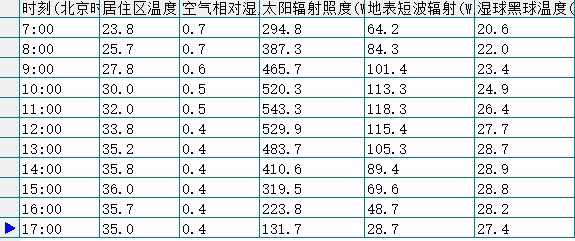 时刻(北京时 居住区温度 空气相对湿 太阳辐射照度(W 地表短波辐射(W 湿球黑球温度(
7:00 23.8 0.7 294.8 64.2 20.6
8:00 25.7 0.7 387.3 84.3 22.0
9:00 27.8 0.6 465.7 101.4 23.4
10:00 30.0 0.5 520.3 113.3 24.9
11:00 32.0 0.5 543.3 118.3 26.4
12:00 33.8 0.4 529.9 115.4 27.7
13:00 35.2 0.4 483.7 105.3 28.7
14:00 35.8 0.4 410.6 89.4 28.9
15:00 36.0 0.4 319.5 69.6 28.8
16:00 35.7 0.4 223.8 48.7 28.2
17:00 35.0 0.4 131.7 28.7 27.4